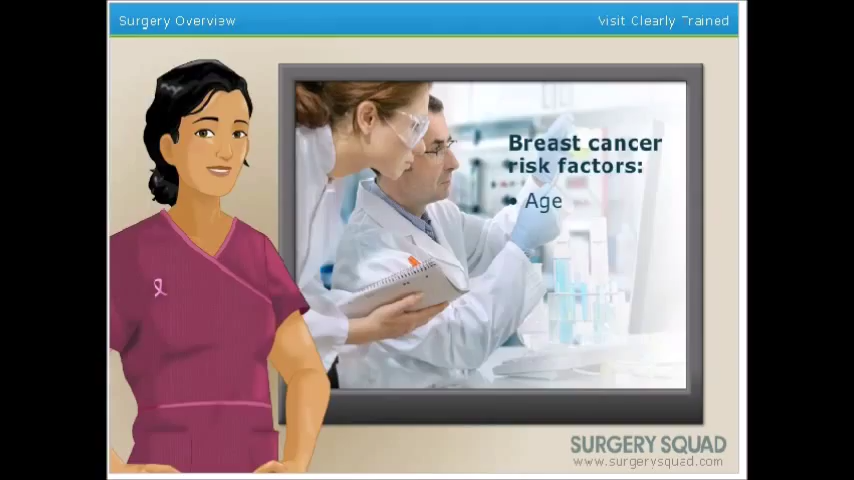 Surgery Overview
Visit Clearly Trained
Breast cancer
risk factors:
• Age
SURGERY SQUAD
www.surgerysquad.com